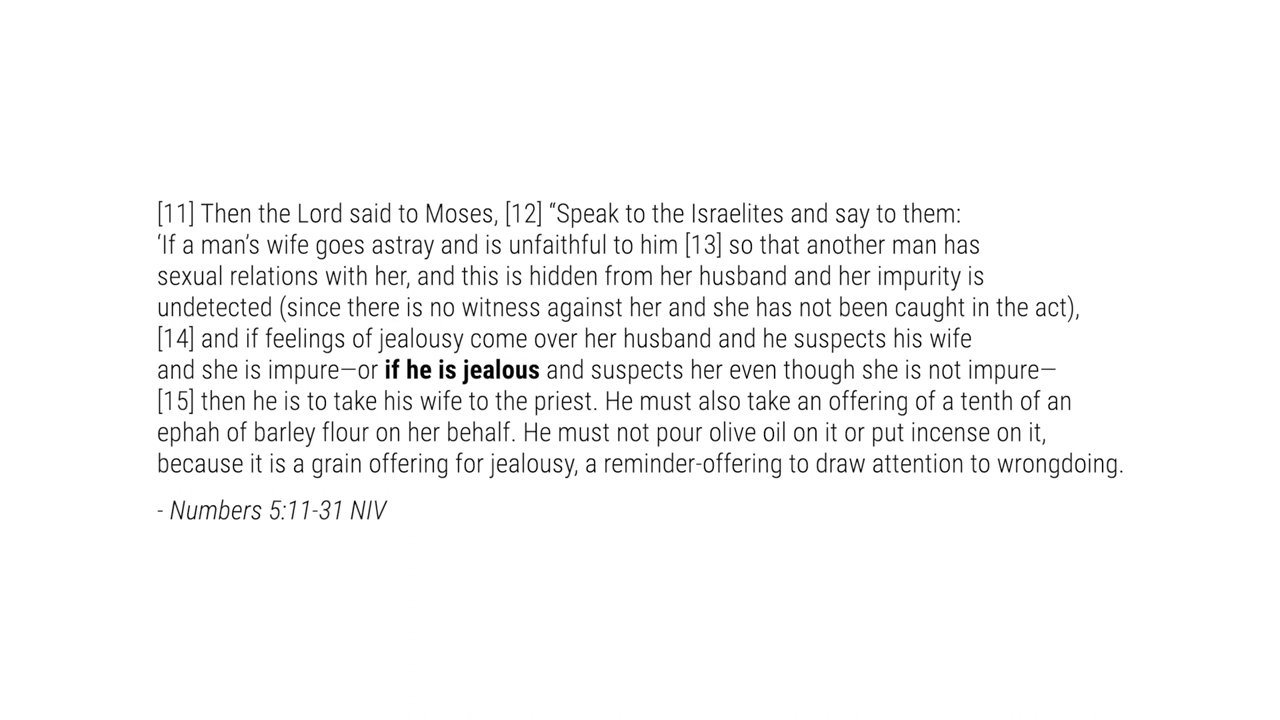 [11] Then the Lord said to Moses, [12] “Speak to the Israelites and say to them:
‘If a man’s wife goes astray and is unfaithful to him [13] so that another man has
sexual relations with her, and this is hidden from her husband and her impurity is
undetected (since there is no witness against her and she has not been caught in the act),
[14] and if feelings of jealousy come over her husband and he suspects his wife
and she is impure—or if he is jealous and suspects her even though she is not impure—
[15] then he is to take his wife to the priest. He must also take an offering of a tenth of an
ephah of barley flour on her behalf. He must not pour olive oil on it or put incense on it,
because it is a grain offering for jealousy, a reminder-offering to draw attention to wrongdoing.
- Numbers 5:11-31 NIV